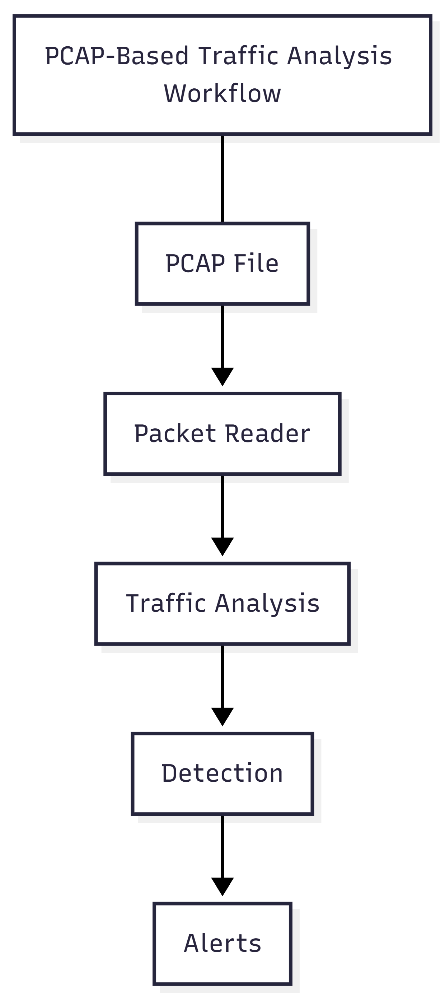 PCAP-Based Traffic Analysis
Workflow
PCAP File
Packet Reader
Traffic Analysis
Detection
Alerts